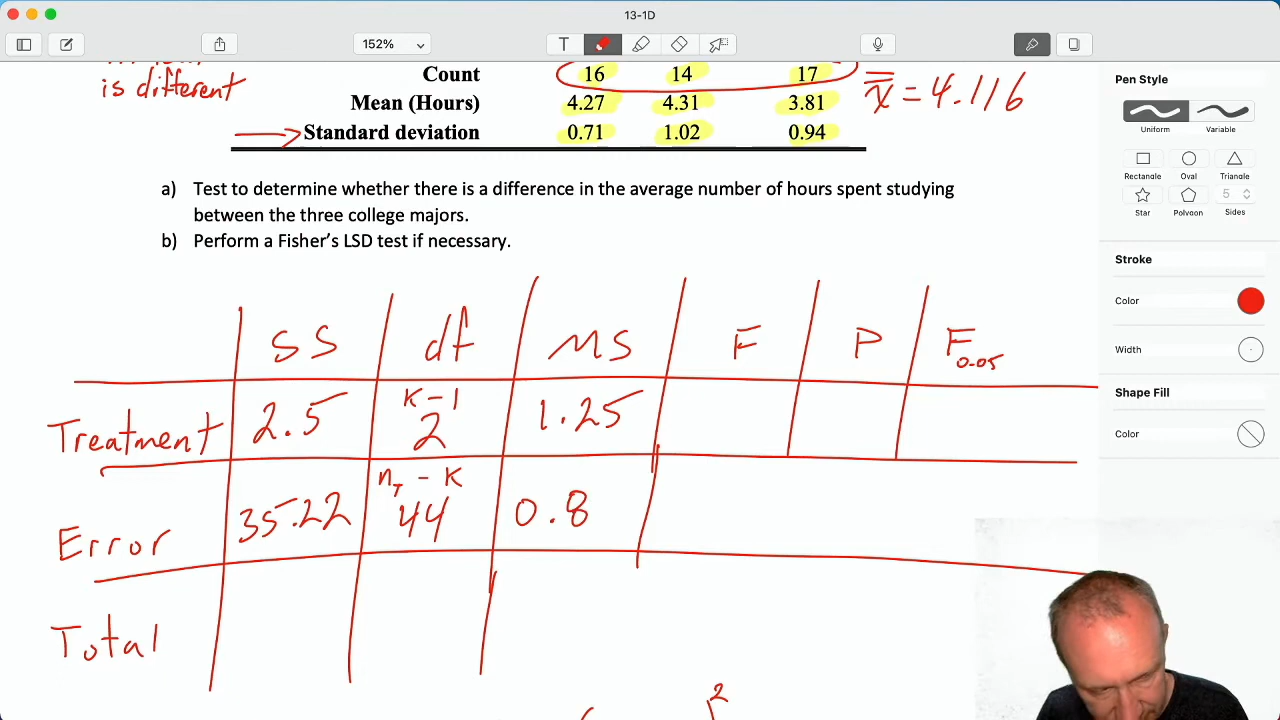 13-1D
152%
T
Pen Style
Uniform
Variable
Rectangle
Oval
Triangle
Star
Polygon
5
Sides
Stroke
Color
Width
Shape Fill
Color
is different
Count 16 14 17
x̿ = 4.116
Mean (Hours) 4.27 4.31 3.81
Standard deviation 0.71 1.02 0.94
a) Test to determine whether there is a difference in the average number of hours spent studying
between the three college majors.
b) Perform a Fisher's LSD test if necessary.
SS df MS F P F0.05
K - 1
Treatment 2.5 2 1.25
nT - K
Error 35.22 44 0.8
Total
2